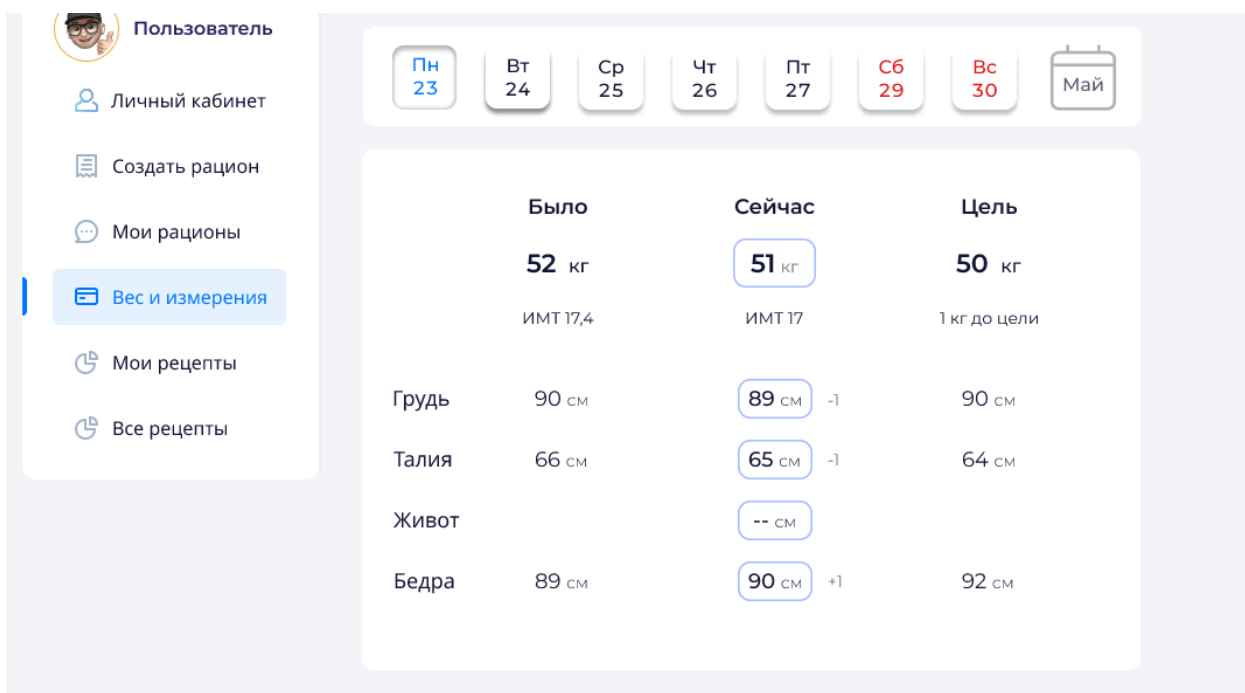 Пользователь
Личный кабинет
Создать рацион
Мои рационы
Вес и измерения
Мои рецепты
Все рецепты
Пн Вт Ср Чт Пт Сб Вс
23 24 25 26 27 29 30 Май
Было Сейчас Цель
52 кг 51 кг 50 кг
ИМТ 17,4 ИМТ 17 1 кг до цели
Грудь 90 см 89 см -1 90 см
Талия 66 см 65 см -1 64 см
Живот -- см
Бедра 89 см 90 см +1 92 см